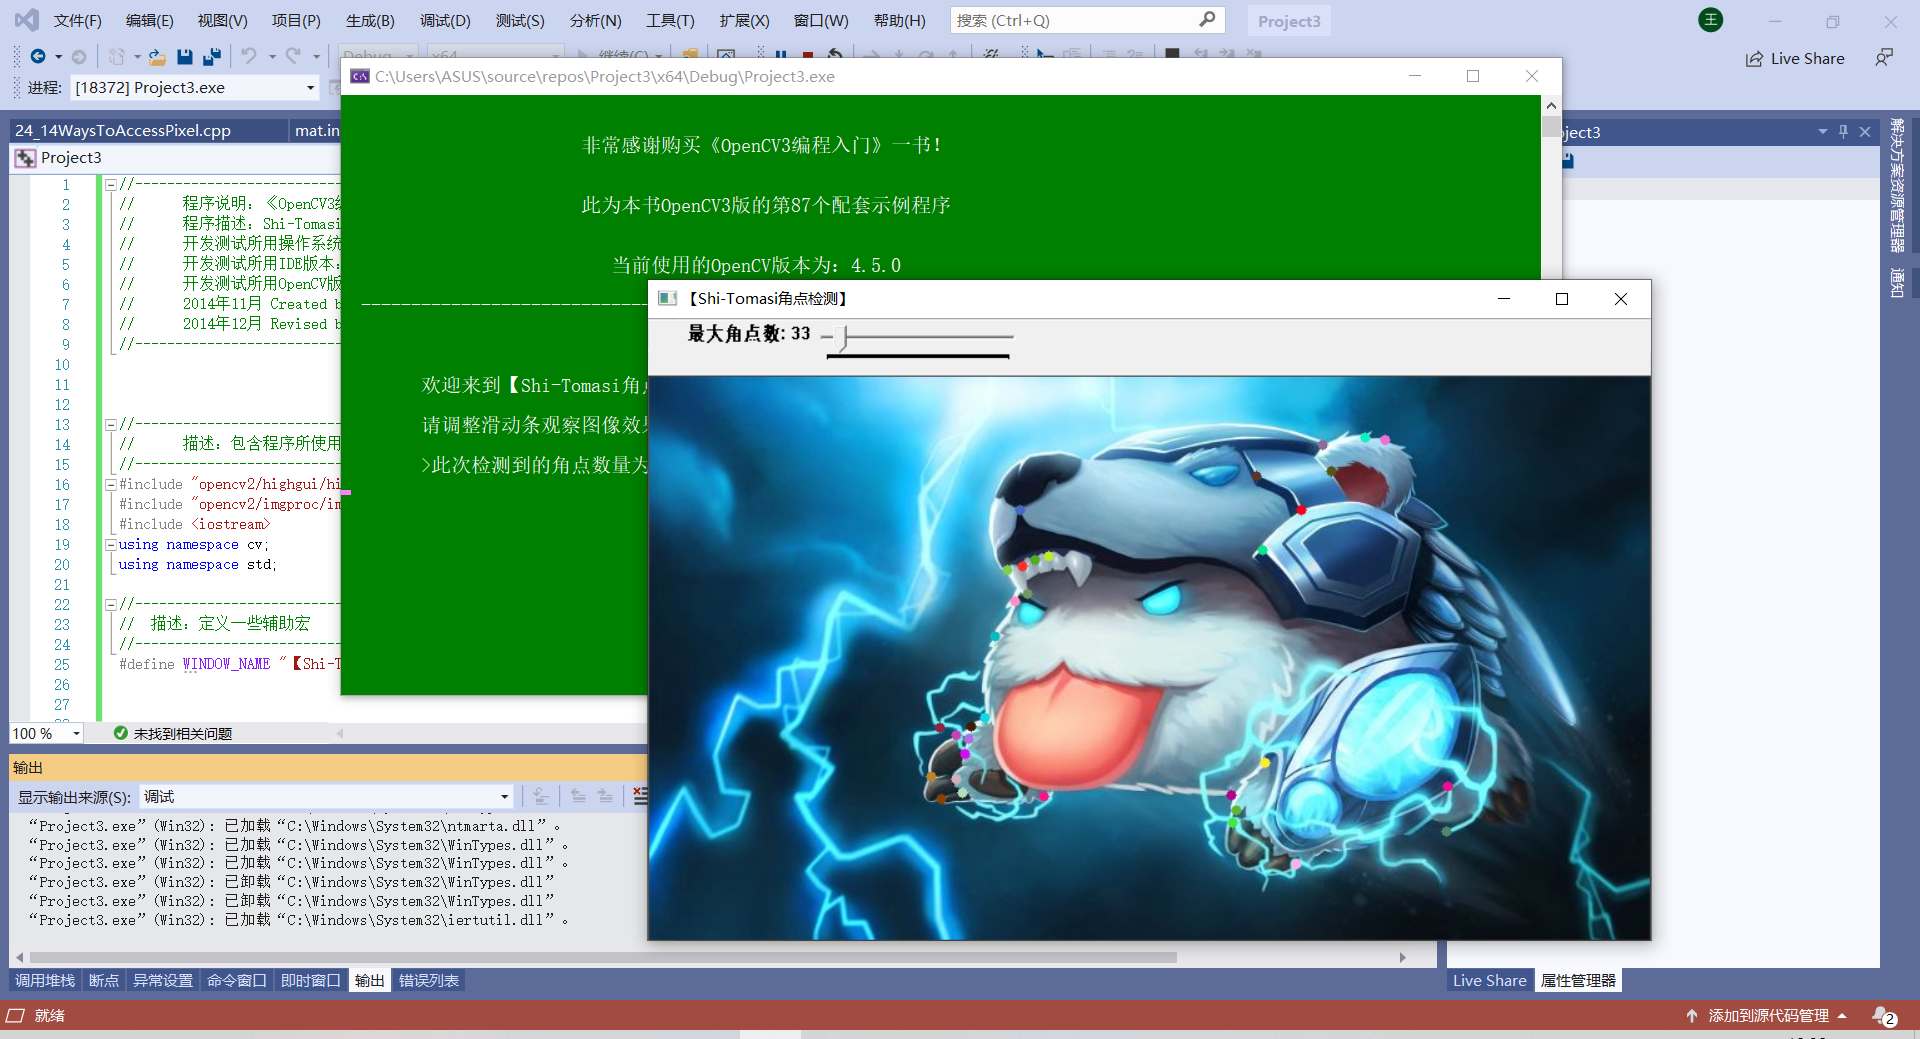 文件(F) 编辑(E) 视图(V) 项目(P) 生成(B) 调试(D) 测试(S) 分析(N) 工具(T) 扩展(X) 窗口(W) 帮助(H) 搜索 (Ctrl+Q) Project3 王
Debug x64 继续(C) Live Share
进程: [18372] Project3.exe
C:\Users\ASUS\source\repos\Project3\x64\Debug\Project3.exe
24_14WaysToAccessPixel.cpp mat.in
Project3
1 //
2 // 程序说明：《OpenCV3
3 // 程序描述：Shi-Tomasi
4 // 开发测试所用操作系统
5 // 开发测试所用IDE版本：
6 // 开发测试所用OpenCV版
7 // 2014年11月 Created b
8 // 2014年12月 Revised b
9 //
10
11
12
13 //
14 // 描述：包含程序所使用
15 //
16 #include "opencv2/highgui/hi
17 #include "opencv2/imgproc/im
18 #include <iostream>
19 using namespace cv;
20 using namespace std;
21
22 //
23 // 描述：定义一些辅助宏
24 //
25 #define WINDOW_NAME "【Shi-T
26
27
非常感谢购买《OpenCV3编程入门》一书！
此为本书OpenCV3版的第87个配套示例程序
当前使用的OpenCV版本为：4.5.0
欢迎来到【Shi-Tomasi角点
请调整滑动条观察图像效果
>此次检测到的角点数量为
【Shi-Tomasi角点检测】
最大角点数: 33
ject3
解决方案资源管理器
通知
100 % 未找到相关问题
输出
显示输出来源(S): 调试
“Project3.exe”(Win32): 已加载“C:\Windows\System32\ntmarta.dll”。
“Project3.exe”(Win32): 已加载“C:\Windows\System32\WinTypes.dll”。
“Project3.exe”(Win32): 已加载“C:\Windows\System32\WinTypes.dll”。
“Project3.exe”(Win32): 已卸载“C:\Windows\System32\WinTypes.dll”
“Project3.exe”(Win32): 已卸载“C:\Windows\System32\WinTypes.dll”
“Project3.exe”(Win32): 已加载“C:\Windows\System32\iertutil.dll”。
调用堆栈 断点 异常设置 命令窗口 即时窗口 输出 错误列表
Live Share 属性管理器
就绪 添加到源代码管理 2